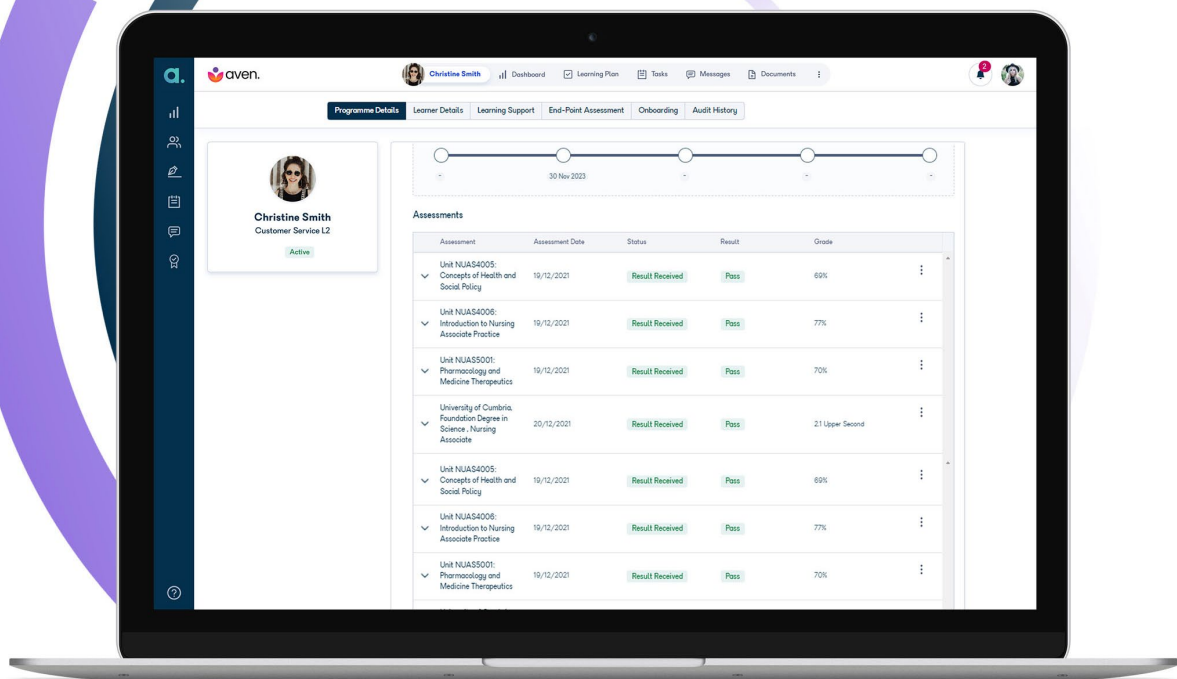 a.
aven.
Christine Smith
Dashboard
Learning Plan
Tasks
Messages
Documents
2
Programme Details
Learner Details
Learning Support
End-Point Assessment
Onboarding
Audit History
Christine Smith
Customer Service L2
Active
-
30 Nov 2023
-
-
-
Assessments
Assessment
Assessment Date
Status
Result
Grade
Unit NUAS4005:
Concepts of Health and
Social Policy
19/12/2021
Result Received
Pass
69%
Unit NUAS4006:
Introduction to Nursing
Associate Practice
19/12/2021
Result Received
Pass
77%
Unit NUAS5001:
Pharmacology and
Medicine Therapeutics
19/12/2021
Result Received
Pass
70%
University of Cumbria,
Foundation Degree in
Science , Nursing
Associate
20/12/2021
Result Received
Pass
2.1 Upper Second
Unit NUAS4005:
Concepts of Health and
Social Policy
19/12/2021
Result Received
Pass
69%
Unit NUAS4006:
Introduction to Nursing
Associate Practice
19/12/2021
Result Received
Pass
77%
Unit NUAS5001:
Pharmacology and
Medicine Therapeutics
19/12/2021
Result Received
Pass
70%
?